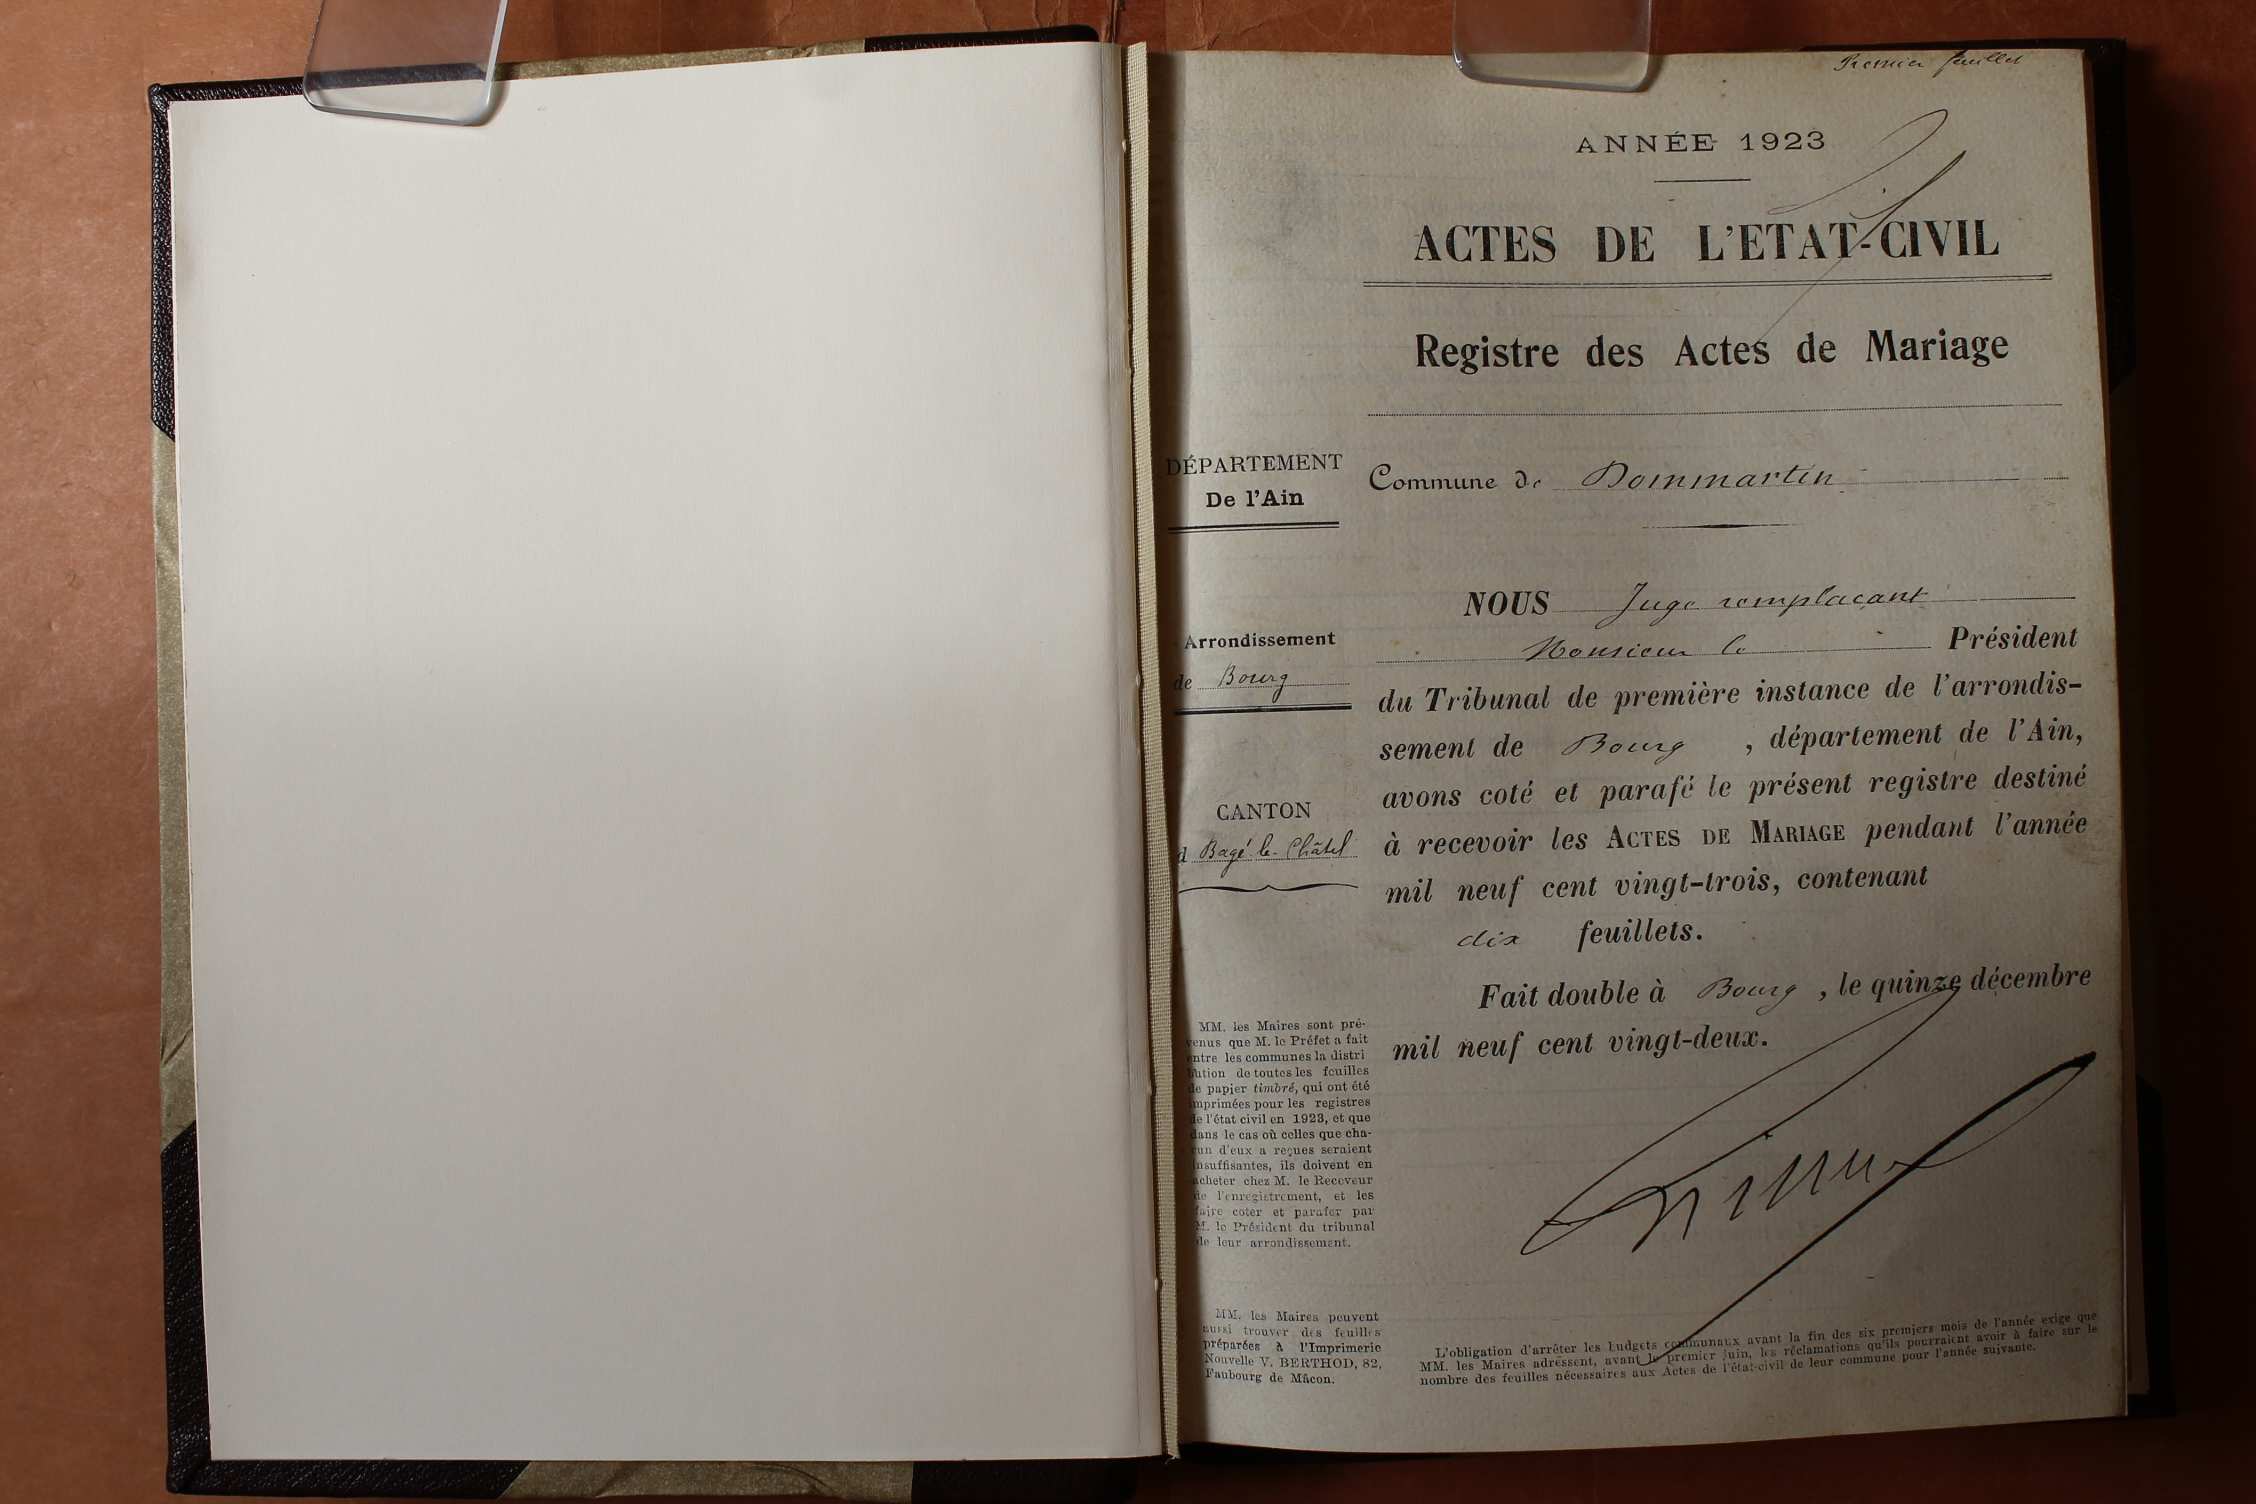 Premier feuillet
ANNÉE 1923
ACTES DE L'ETAT-CIVIL
Registre des Actes de Mariage
DÉPARTEMENT
De l'Ain
Commune de Dommartin
Arrondissement
de Bourg
CANTON
d Bagé-le-Châtel
NOUS Juge remplaçant
Monsieur le Président
du Tribunal de première instance de l'arrondis-
sement de Bourg, département de l'Ain,
avons coté et parafé le présent registre destiné
à recevoir les ACTES DE MARIAGE pendant l'année
mil neuf cent vingt-trois, contenant
dix feuillets.
Fait double à Bourg, le quinze décembre
mil neuf cent vingt-deux.
MM. les Maires sont pré-
venus que M. le Préfet a fait
entre les communes la distri
bution de toutes les feuilles
de papier timbré, qui ont été
imprimées pour les registres
de l'état civil en 1923, et que
dans le cas où celles que cha-
cun d'eux a reçues seraient
insuffisantes, ils doivent en
acheter chez M. le Receveur
de l'enregistrement, et les
faire coter et parafer par
M. le Président du tribunal
de leur arrondissement.
MM. les Maires peuvent
aussi trouver des feuilles
préparées à l'Imprimerie
Nouvelle V. BERTHOD, 82,
Faubourg de Mâcon.
L'obligation d'arrêter les budgets communaux avant la fin des six premiers mois de l'année exige que
MM. les Maires adressent, avant le premier juin, les réclamations qu'ils pourraient avoir à faire sur le
nombre des feuilles nécessaires aux Actes de l'état-civil de leur commune pour l'année suivante.